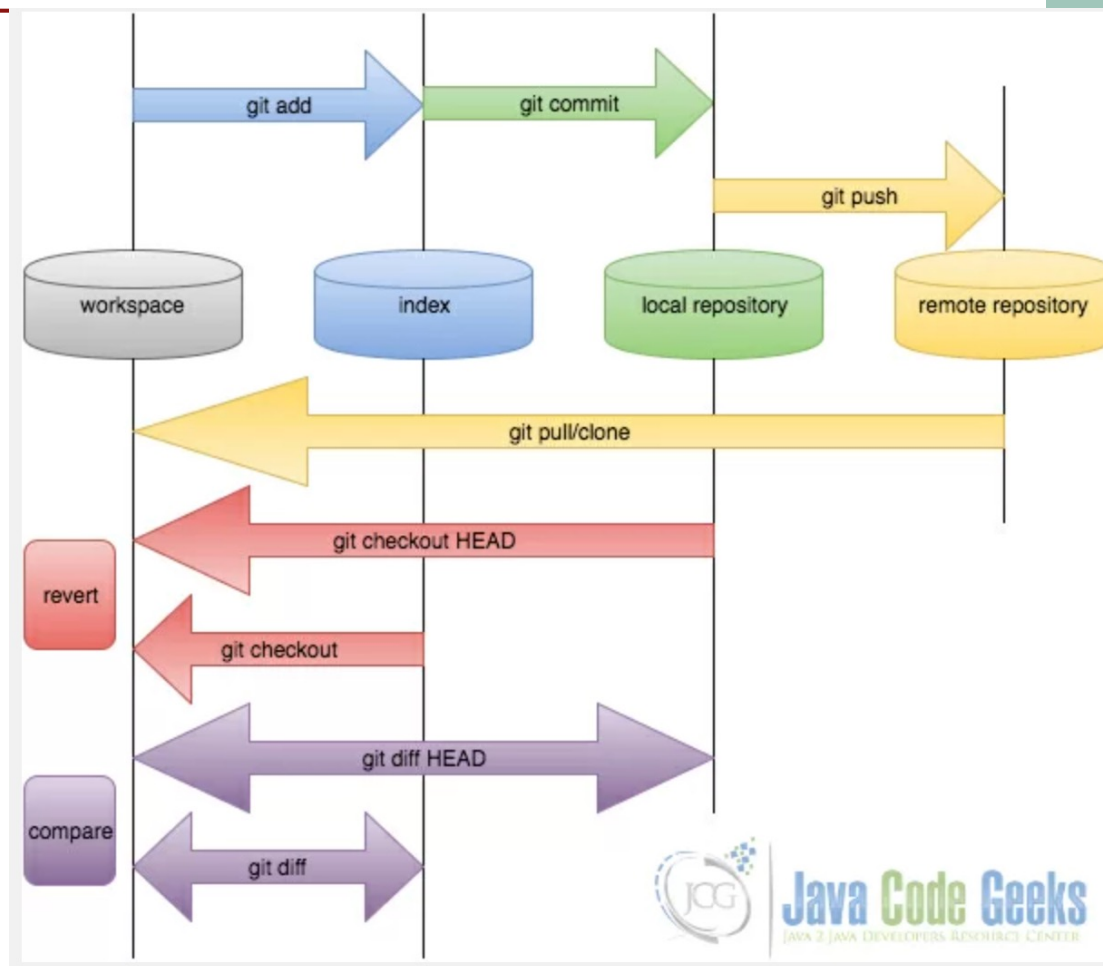 git add
git commit
git push
workspace
index
local repository
remote repository
git pull/clone
git checkout HEAD
revert
git checkout
git diff HEAD
compare
git diff
JCG
Java Code Geeks
JAVA 2 JAVA DEVELOPERS RESOURCE CENTER